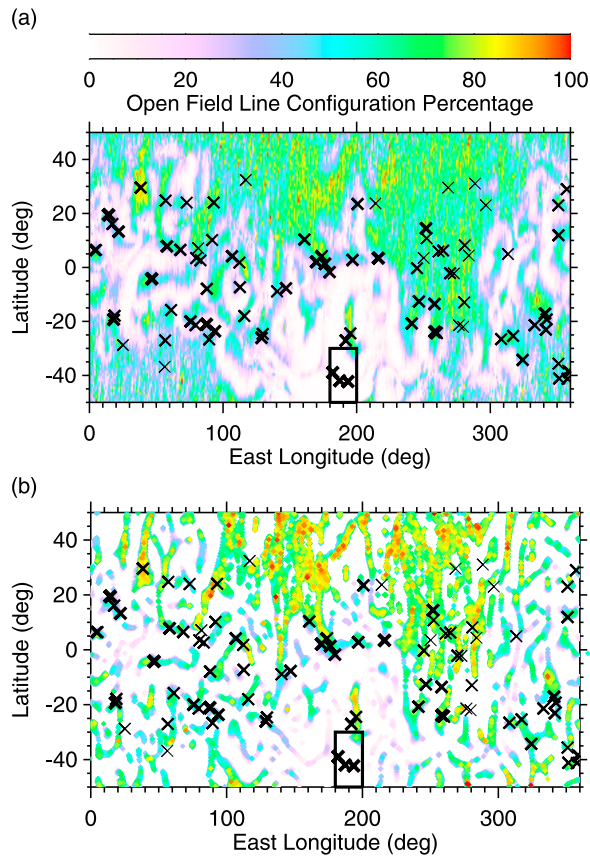 (a)
0 20 40 60 80 100
Open Field Line Configuration Percentage
40
20
0
-20
-40
Latitude (deg)
0 100 200 300
East Longitude (deg)
(b)
40
20
0
-20
-40
Latitude (deg)
0 100 200 300
East Longitude (deg)